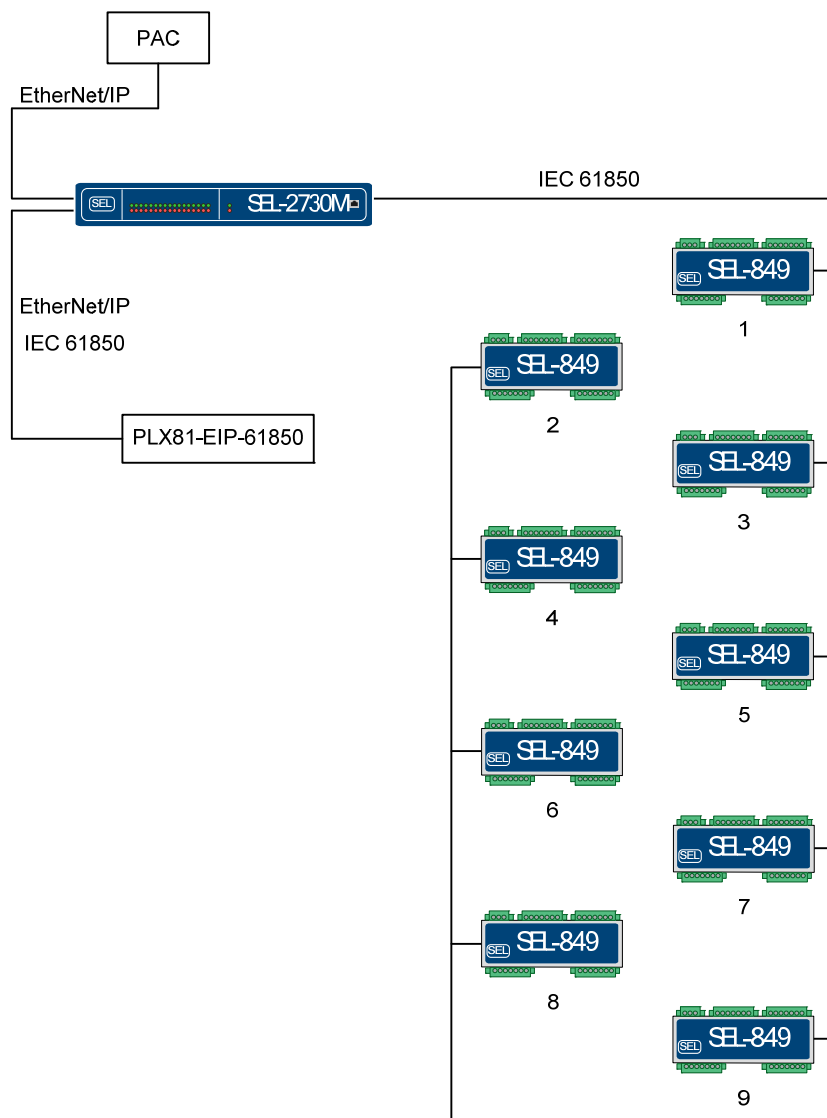 PAC
EtherNet/IP
IEC 61850
SEL
SEL-2730M
SEL
SEL-849
1
EtherNet/IP
IEC 61850
SEL
SEL-849
2
PLX81-EIP-61850
SEL
SEL-849
3
SEL
SEL-849
4
SEL
SEL-849
5
SEL
SEL-849
6
SEL
SEL-849
7
SEL
SEL-849
8
SEL
SEL-849
9